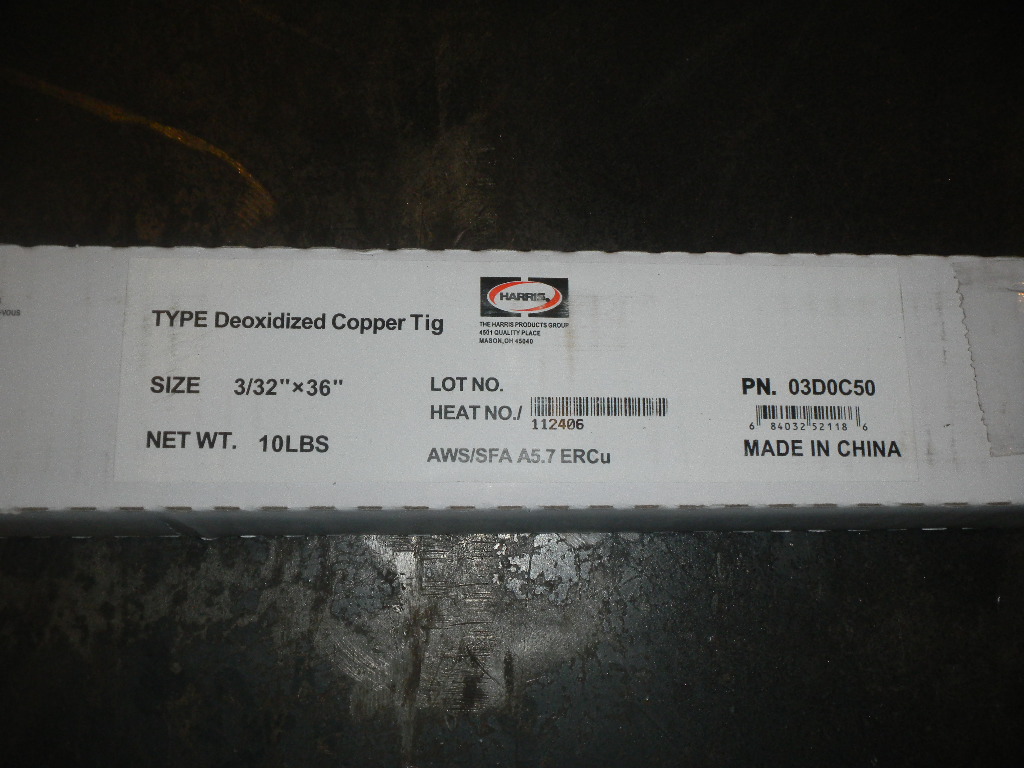 HARRIS
THE HARRIS PRODUCTS GROUP
4501 QUALITY PLACE
MASON,OH 45040
TYPE Deoxidized Copper Tig
SIZE 3/32"×36"
NET WT. 10LBS
LOT NO.
HEAT NO./
112406
AWS/SFA A5.7 ERCu
PN. 03D0C50
6 84032 52118 6
MADE IN CHINA